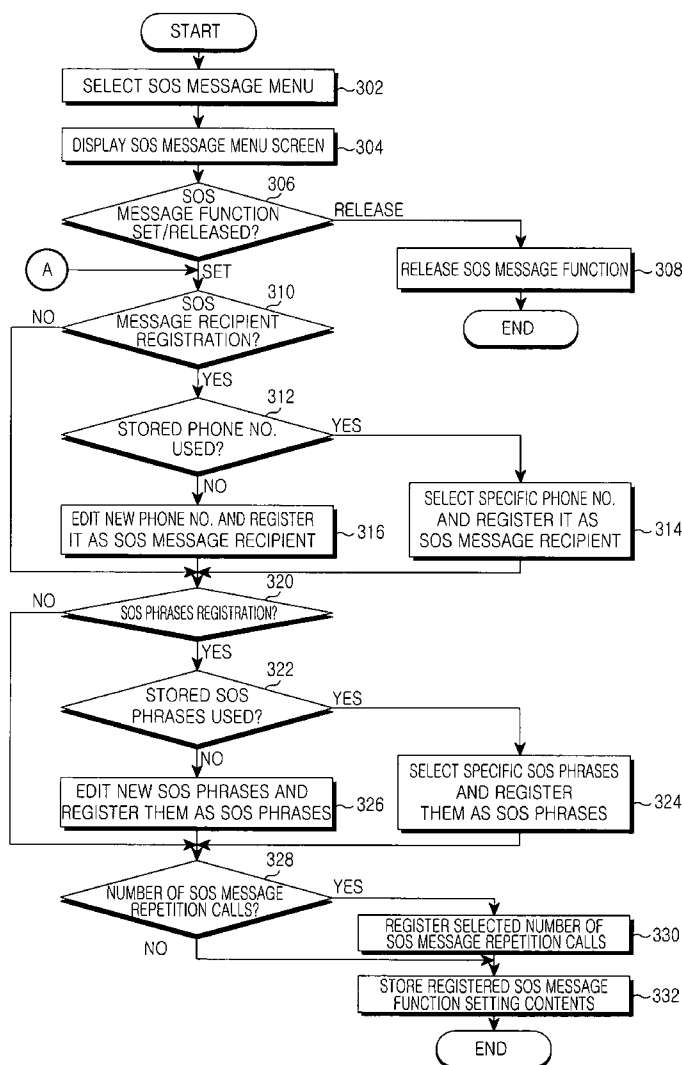 START
SELECT SOS MESSAGE MENU
302
DISPLAY SOS MESSAGE MENU SCREEN
304
306
SOS
MESSAGE FUNCTION
SET/RELEASED?
RELEASE
RELEASE SOS MESSAGE FUNCTION
308
END
A
SET
310
SOS
MESSAGE RECIPIENT
REGISTRATION?
NO
YES
312
STORED PHONE NO.
USED?
YES
NO
EDIT NEW PHONE NO. AND REGISTER
IT AS SOS MESSAGE RECIPIENT
316
SELECT SPECIFIC PHONE NO.
AND REGISTER IT AS
SOS MESSAGE RECIPIENT
314
320
SOS PHRASES REGISTRATION?
NO
YES
322
STORED SOS
PHRASES USED?
YES
NO
EDIT NEW SOS PHRASES AND
REGISTER THEM AS SOS PHRASES
326
SELECT SPECIFIC SOS PHRASES
AND REGISTER
THEM AS SOS PHRASES
324
328
NUMBER OF SOS MESSAGE
REPETITION CALLS?
YES
NO
REGISTER SELECTED NUMBER OF
SOS MESSAGE REPETITION CALLS
330
STORE REGISTERED SOS MESSAGE
FUNCTION SETTING CONTENTS
332
END